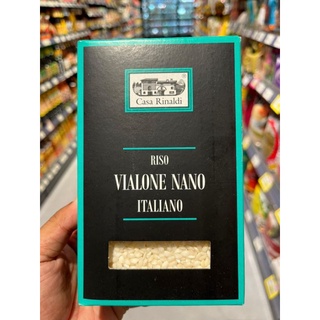 Casa Rinaldi
RISO
VIALONE NANO
ITALIANO